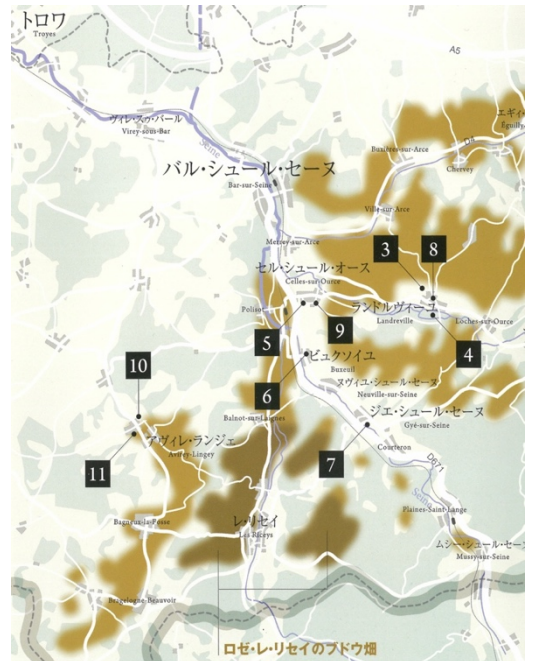 トロワ
Troyes
A5
ヴィレ・スゥ・バール
Virey-sous-Bar
Seine
エギィ
Eguilly
Buxières-sur-Arce
D4
Chervey
バル・シュール・セーヌ
Bar-sur-Seine
Ville-sur-Arce
Merrey-sur-Arce
3
8
セル・シュール・オース
Celles-sur-Ource
ランドルヴィーユ
Landreville
Loches-sur-Ource
Polisot
5
9
4
ビュクソイユ
Buxeuil
6
ヌヴィユ・シュール・セーヌ
Neuville-sur-Seine
10
ジエ・シュール・セーヌ
Gyé-sur-Seine
Balnot-sur-Laignes
アヴィレ・ランジェ
Avirey-Lingey
7
Courteron
11
D671
Seine
Plaines-Saint-Lange
レ・リセイ
Les Riceys
Bagneux-la-Fosse
ムシー・シュール・セーヌ
Mussy-sur-Seine
Bragelogne-Beauvoir
ロゼ・レ・リセイのブドウ畑